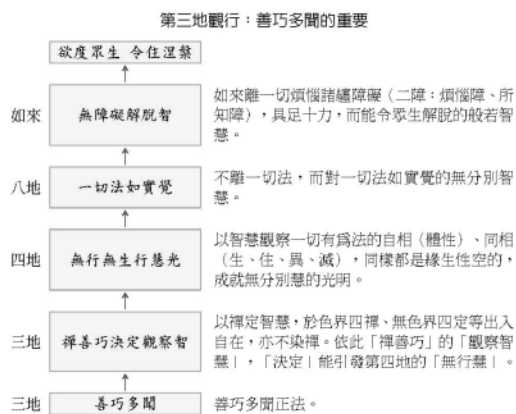 第三地觀行：善巧多聞的重要
欲度眾生 令住涅槃
如來
無障礙解脫智
如來離一切煩惱諸纏障礙（二障：煩惱障、所
知障），具足十力，而能令眾生解脫的般若智
慧。
八地
一切法如實覺
不離一切法，而對一切法如實覺的無分別智
慧。
四地
無行無生行慧光
以智慧觀察一切有為法的自相（體性）、同相
（生、住、異、滅），同樣都是緣生性空的，
成就無分別慧的光明。
三地
禪善巧決定觀察智
以禪定智慧，於色界四禪、無色界四定等出入
自在，亦不染禪。依此「禪善巧」的「觀察智
慧」，「決定」能引發第四地的「無行慧」。
三地
善巧多聞
善巧多聞正法。